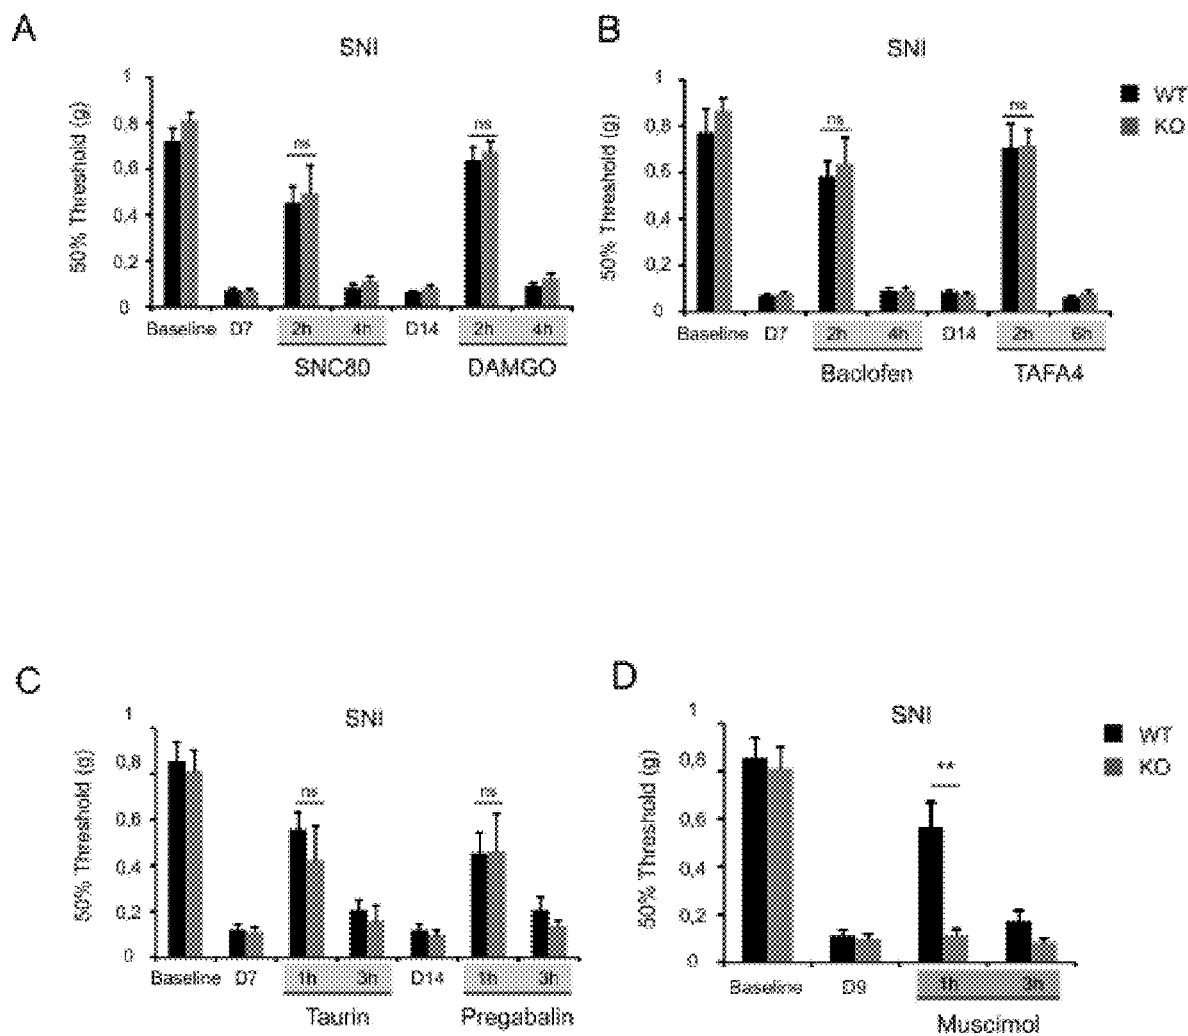 A
SNI
50% Threshold (g)
1
0,8
0,6
0,4
0,2
0
ns
ns
Baseline D7 2h 4h D14 2h 4h
SNC80 DAMGO
B
SNI
50% Threshold (g)
1
0,8
0,6
0,4
0,2
0
ns
ns
WT
KO
Baseline D7 2h 4h D14 2h 6h
Baclofen TAFA4
C
SNI
50% Threshold (g)
1
0,8
0,6
0,4
0,2
0
ns
ns
Baseline D7 1h 3h D14 1h 3h
Taurin Pregabalin
D
SNI
50% Threshold (g)
1
0,8
0,6
0,4
0,2
0
**
WT
KO
Baseline D9 1h 3h
Muscimol